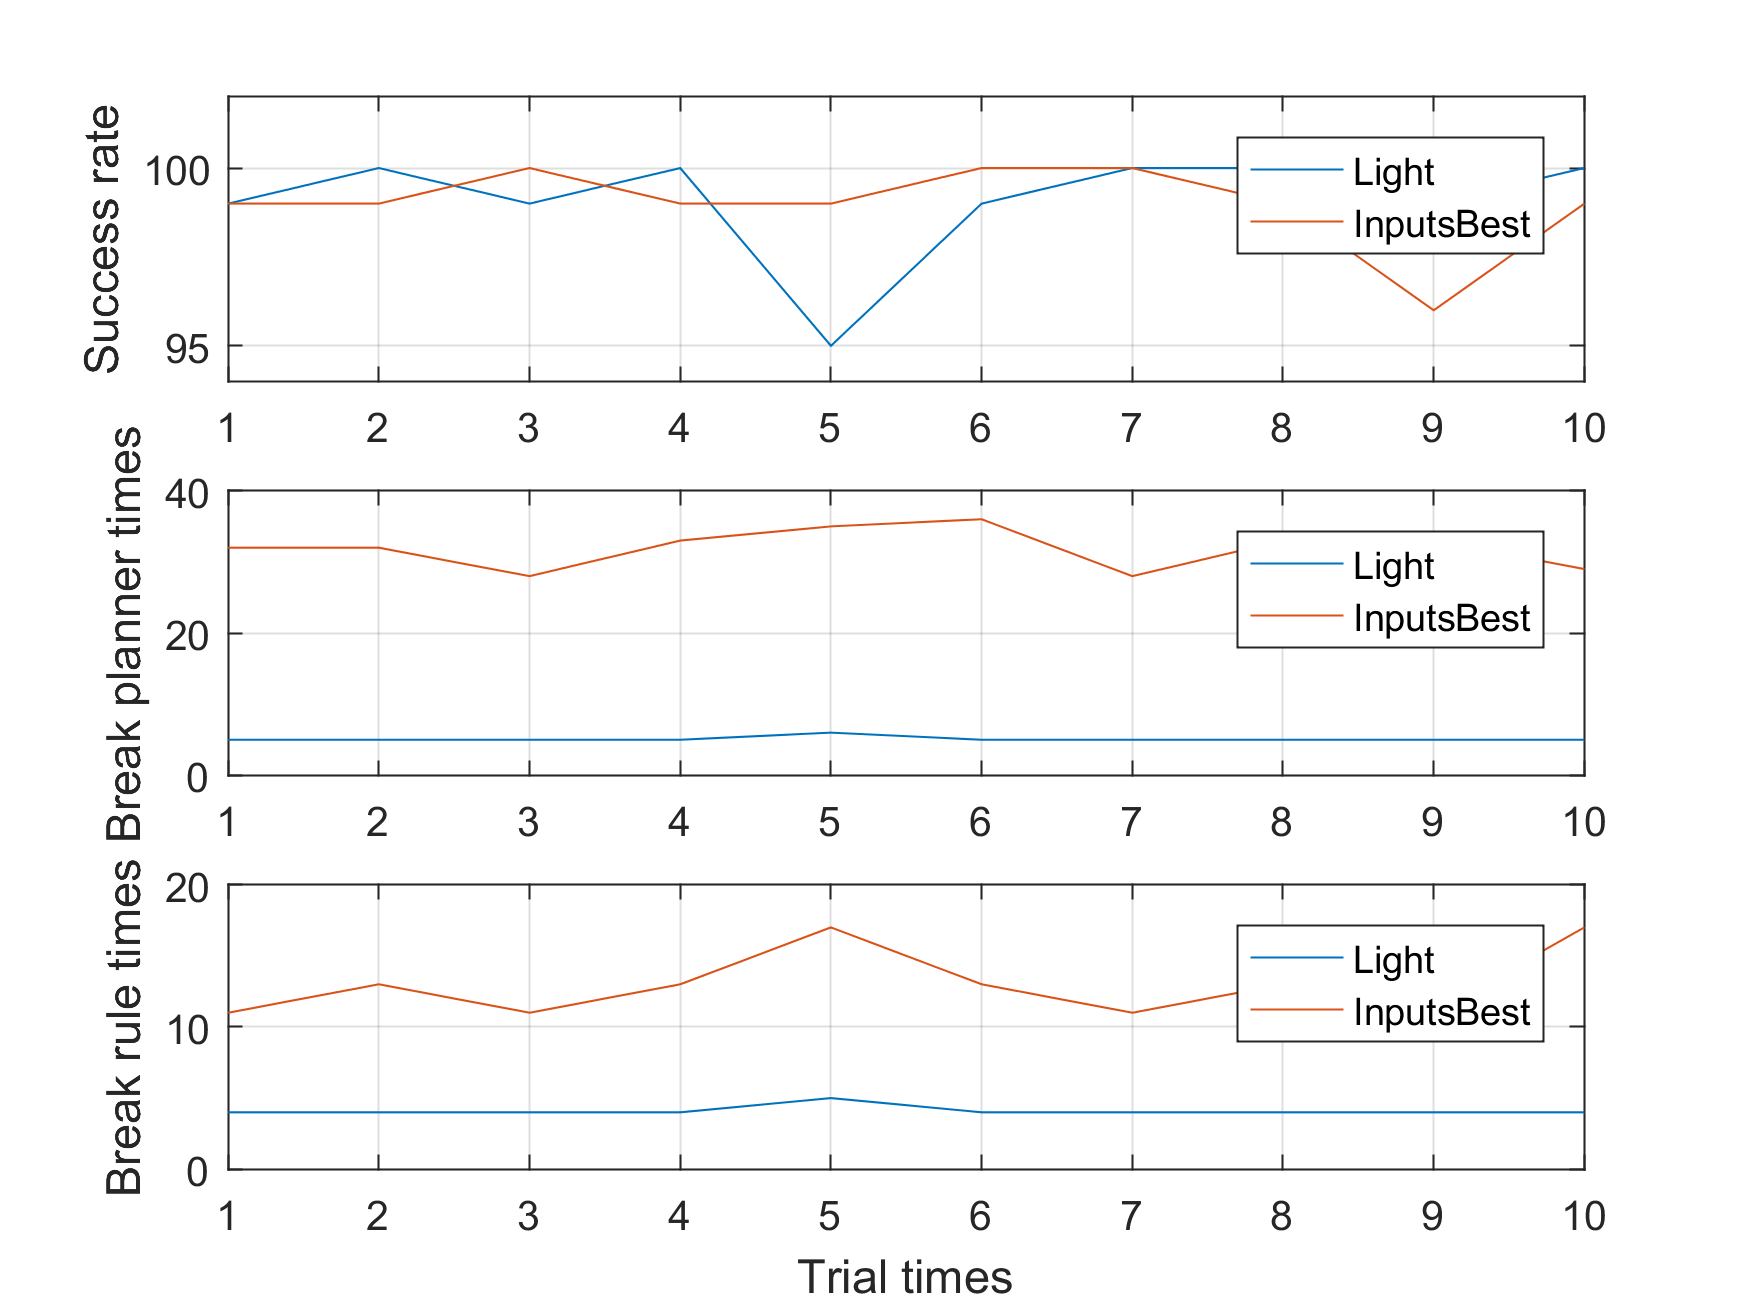 Success rate
100
95
Light
InputsBest
1 2 3 4 5 6 7 8 9 10
Break planner times
40
20
0
Light
InputsBest
1 2 3 4 5 6 7 8 9 10
Break rule times
20
10
0
Light
InputsBest
1 2 3 4 5 6 7 8 9 10
Trial times